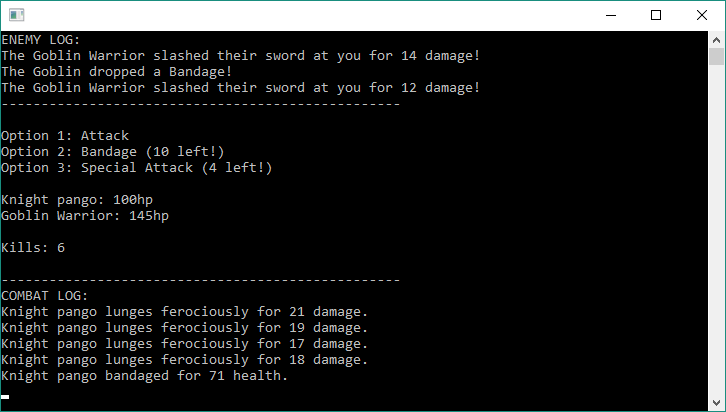 ENEMY LOG:
The Goblin Warrior slashed their sword at you for 14 damage!
The Goblin dropped a Bandage!
The Goblin Warrior slashed their sword at you for 12 damage!
--------------------------------------------------
Option 1: Attack
Option 2: Bandage (10 left!)
Option 3: Special Attack (4 left!)
Knight pango: 100hp
Goblin Warrior: 145hp
Kills: 6
--------------------------------------------------
COMBAT LOG:
Knight pango lunges ferociously for 21 damage.
Knight pango lunges ferociously for 19 damage.
Knight pango lunges ferociously for 17 damage.
Knight pango lunges ferociously for 18 damage.
Knight pango bandaged for 71 health.